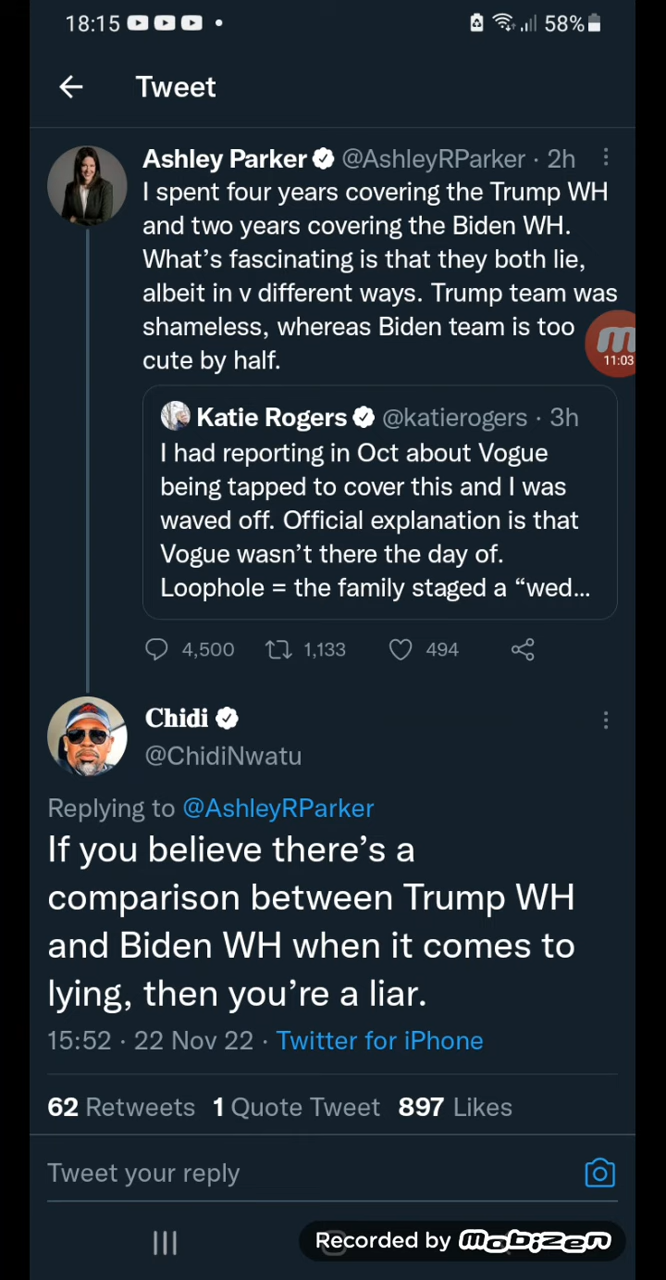 18:15
58%
Tweet
Ashley Parker @AshleyRParker · 2h
I spent four years covering the Trump WH
and two years covering the Biden WH.
What's fascinating is that they both lie,
albeit in v different ways. Trump team was
shameless, whereas Biden team is too
cute by half.
11:03
Katie Rogers @katierogers · 3h
I had reporting in Oct about Vogue
being tapped to cover this and I was
waved off. Official explanation is that
Vogue wasn't there the day of.
Loophole = the family staged a “wed...
4,500 1,133 494
Chidi
@ChidiNwatu
Replying to @AshleyRParker
If you believe there's a
comparison between Trump WH
and Biden WH when it comes to
lying, then you're a liar.
15:52 · 22 Nov 22 · Twitter for iPhone
62 Retweets 1 Quote Tweet 897 Likes
Tweet your reply
Recorded by mobizen